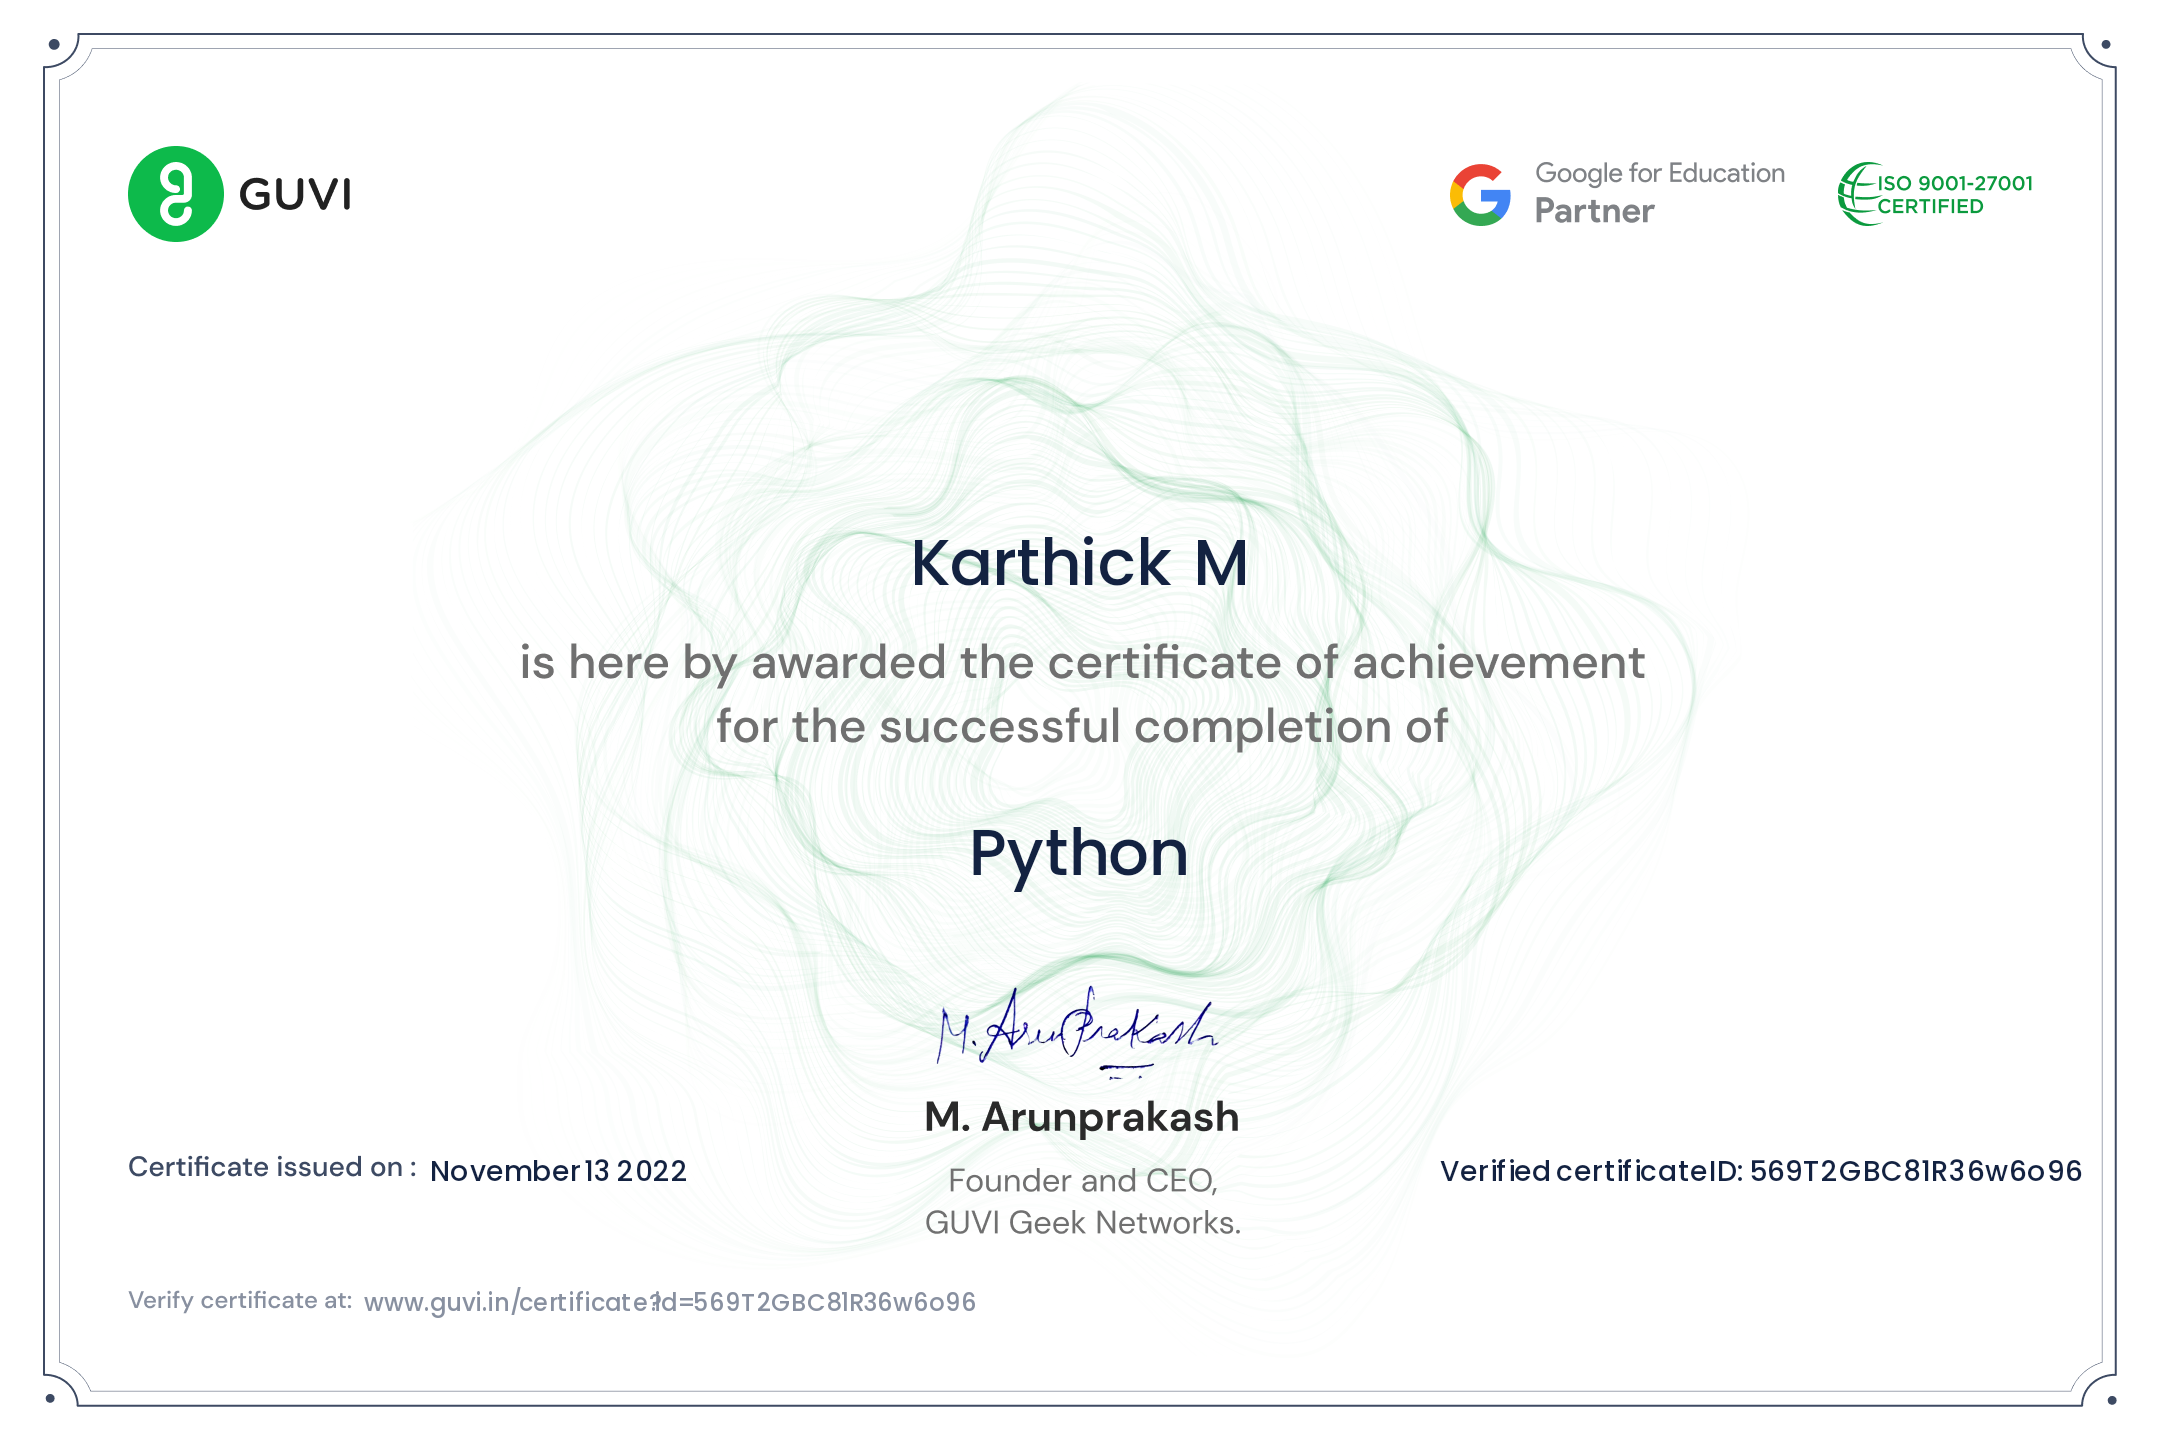 GUVI
Google for Education
Partner
ISO 9001-27001
CERTIFIED
Karthick M
is here by awarded the certificate of achievement
for the successful completion of
Python
M. ArunPrakash
M. Arunprakash
Founder and CEO,
GUVI Geek Networks.
Certificate issued on : November 13 2022
Verified certificate ID: 569T2GBC81R36w6o96
Verify certificate at: www.guvi.in/certificate?id=569T2GBC81R36w6o96